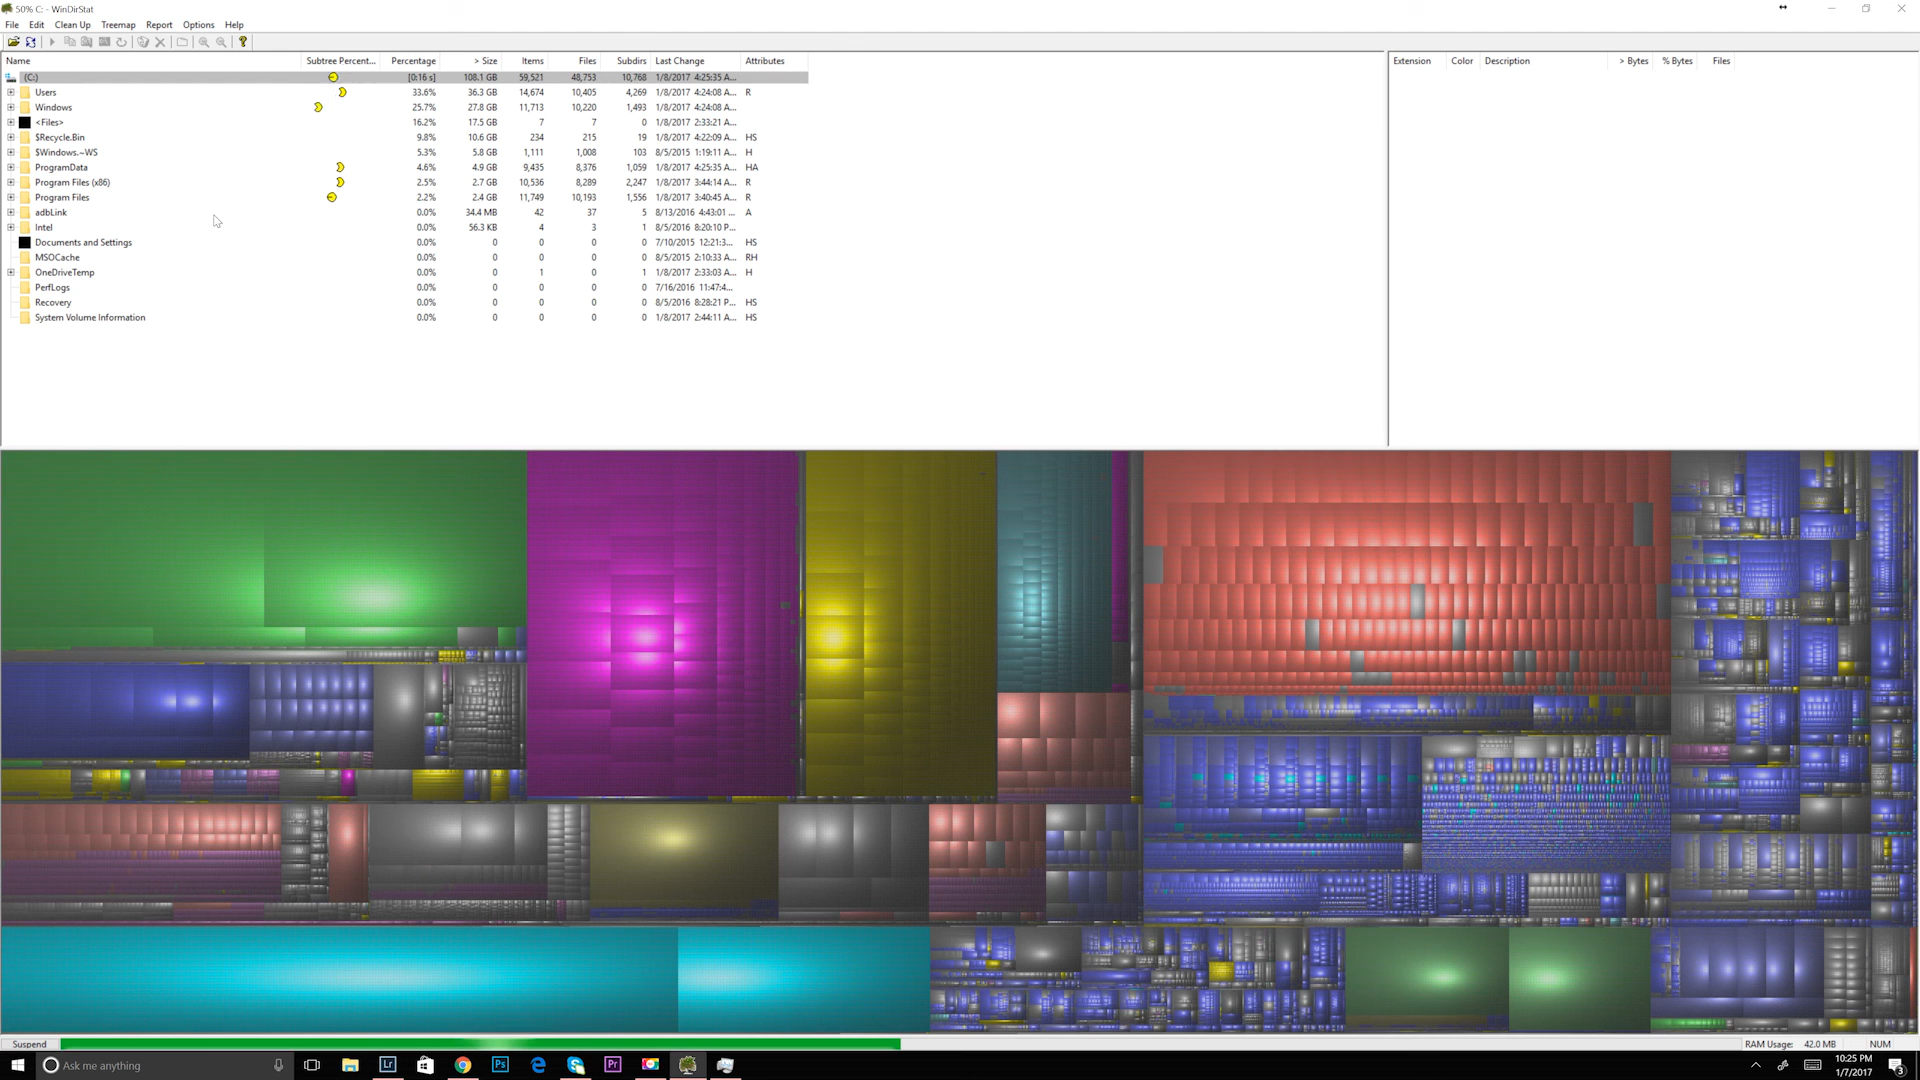 50% C: - WinDirStat
File Edit Clean Up Treemap Report Options Help
Name Subtree Percent... Percentage > Size Items Files Subdirs Last Change Attributes
(C:) [0:16 s] 108.1 GB 59,521 48,753 10,768 1/8/2017 4:25:35 A...
Users 33.6% 36.3 GB 14,674 10,405 4,269 1/8/2017 4:24:08 A... R
Windows 25.7% 27.8 GB 11,713 10,220 1,493 1/8/2017 4:24:08 A...
<Files> 16.2% 17.5 GB 7 7 0 1/8/2017 2:33:21 A...
$Recycle.Bin 9.8% 10.6 GB 234 215 19 1/8/2017 4:22:09 A... HS
$Windows.~WS 5.3% 5.8 GB 1,111 1,008 103 8/5/2015 1:19:11 A... H
ProgramData 4.6% 4.9 GB 9,435 8,376 1,059 1/8/2017 4:25:35 A... HA
Program Files (x86) 2.5% 2.7 GB 10,536 8,289 2,247 1/8/2017 3:44:14 A... R
Program Files 2.2% 2.4 GB 11,749 10,193 1,556 1/8/2017 3:40:45 A... R
adbLink 0.0% 34.4 MB 42 37 5 8/13/2016 4:43:01 ... A
Intel 0.0% 56.3 KB 4 3 1 8/5/2016 8:20:10 P...
Documents and Settings 0.0% 0 0 0 0 7/10/2015 12:21:3... HS
MSOCache 0.0% 0 0 0 0 8/5/2015 2:10:33 A... RH
OneDriveTemp 0.0% 0 1 0 1 1/8/2017 2:33:03 A... H
PerfLogs 0.0% 0 0 0 0 7/16/2016 11:47:4...
Recovery 0.0% 0 0 0 0 8/5/2016 8:28:21 P... HS
System Volume Information 0.0% 0 0 0 0 1/8/2017 2:44:11 A... HS
Extension Color Description > Bytes % Bytes Files
Suspend RAM Usage: 42.0 MB NUM
Ask me anything Lr Ps Pr 10:25 PM
1/7/2017 3